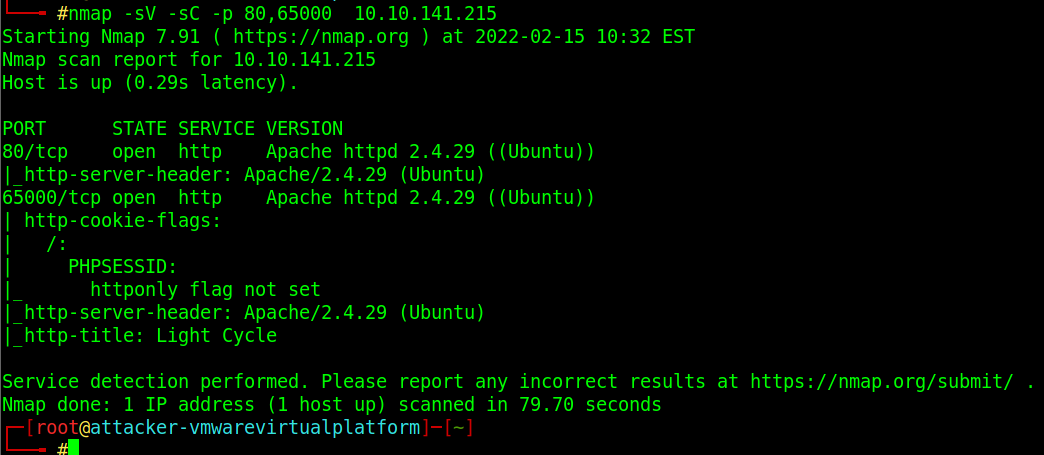 #nmap -sV -sC -p 80,65000  10.10.141.215
Starting Nmap 7.91 ( https://nmap.org ) at 2022-02-15 10:32 EST
Nmap scan report for 10.10.141.215
Host is up (0.29s latency).
PORT      STATE SERVICE VERSION
80/tcp    open  http    Apache httpd 2.4.29 ((Ubuntu))
|_http-server-header: Apache/2.4.29 (Ubuntu)
65000/tcp open  http    Apache httpd 2.4.29 ((Ubuntu))
| http-cookie-flags:
|   /:
|     PHPSESSID:
|_      httponly flag not set
|_http-server-header: Apache/2.4.29 (Ubuntu)
|_http-title: Light Cycle
Service detection performed. Please report any incorrect results at https://nmap.org/submit/ .
Nmap done: 1 IP address (1 host up) scanned in 79.70 seconds
┌─[root@attacker-vmwarevirtualplatform]─[~]
└──╼ #